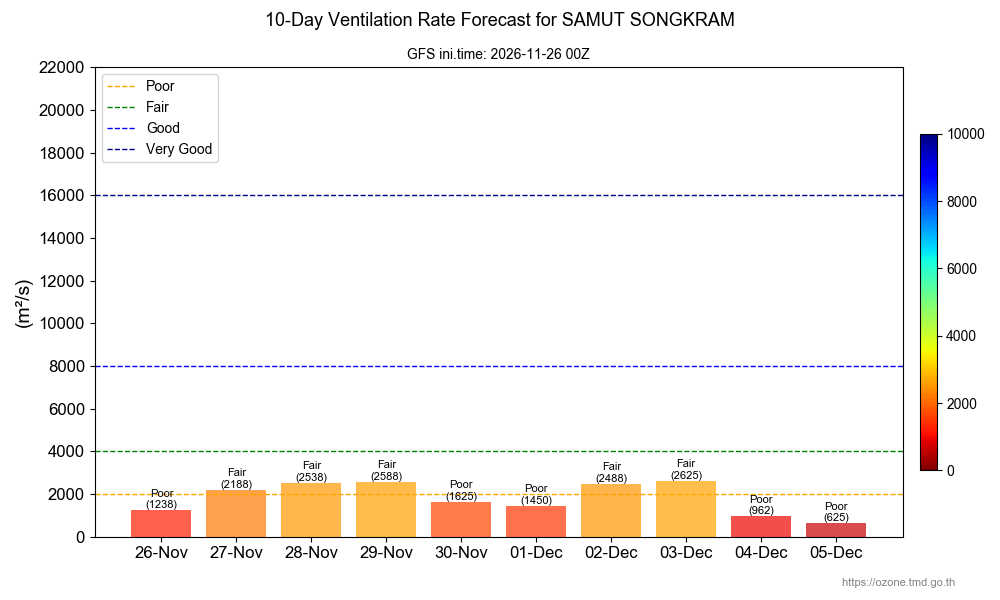 10-Day Ventilation Rate Forecast for SAMUT SONGKRAM
GFS ini.time: 2026-11-26 00Z
22000
20000
18000
16000
14000
12000
10000
8000
6000
4000
2000
0
(m²/s)
Poor
Fair
Good
Very Good
Poor
(1238)
Fair
(2188)
Fair
(2538)
Fair
(2588)
Poor
(1625)
Poor
(1450)
Fair
(2488)
Fair
(2625)
Poor
(962)
Poor
(625)
26-Nov 27-Nov 28-Nov 29-Nov 30-Nov 01-Dec 02-Dec 03-Dec 04-Dec 05-Dec
10000
8000
6000
4000
2000
0
https://ozone.tmd.go.th